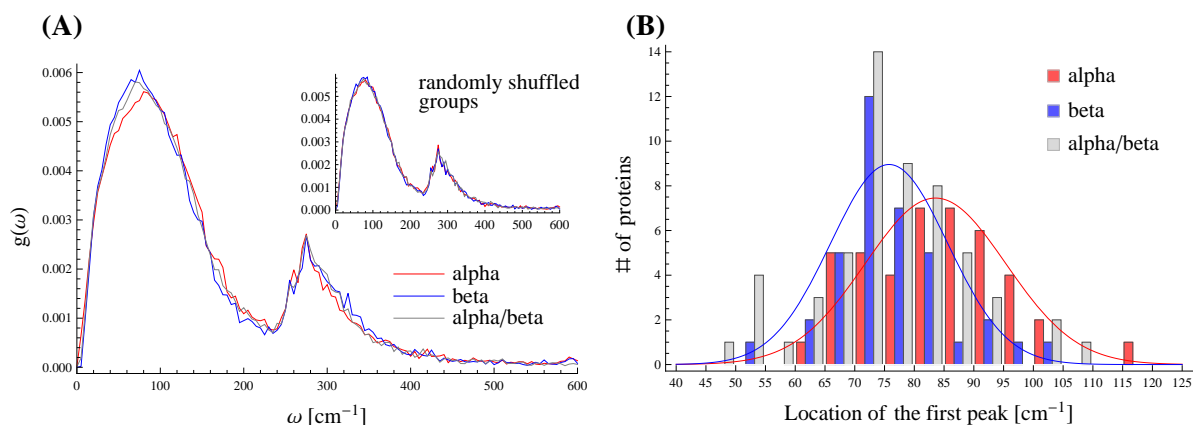 (A)
g(ω)
0.006
0.005
0.004
0.003
0.002
0.001
0.000
0 100 200 300 400 500 600
ω [cm⁻¹]
alpha
beta
alpha/beta
randomly shuffled
groups
0.005
0.004
0.003
0.002
0.001
0.000
0 100 200 300 400 500 600
(B)
# of proteins
14
12
10
8
6
4
2
0
40 45 50 55 60 65 70 75 80 85 90 95 100 105 110 115 120 125
Location of the first peak [cm⁻¹]
alpha
beta
alpha/beta